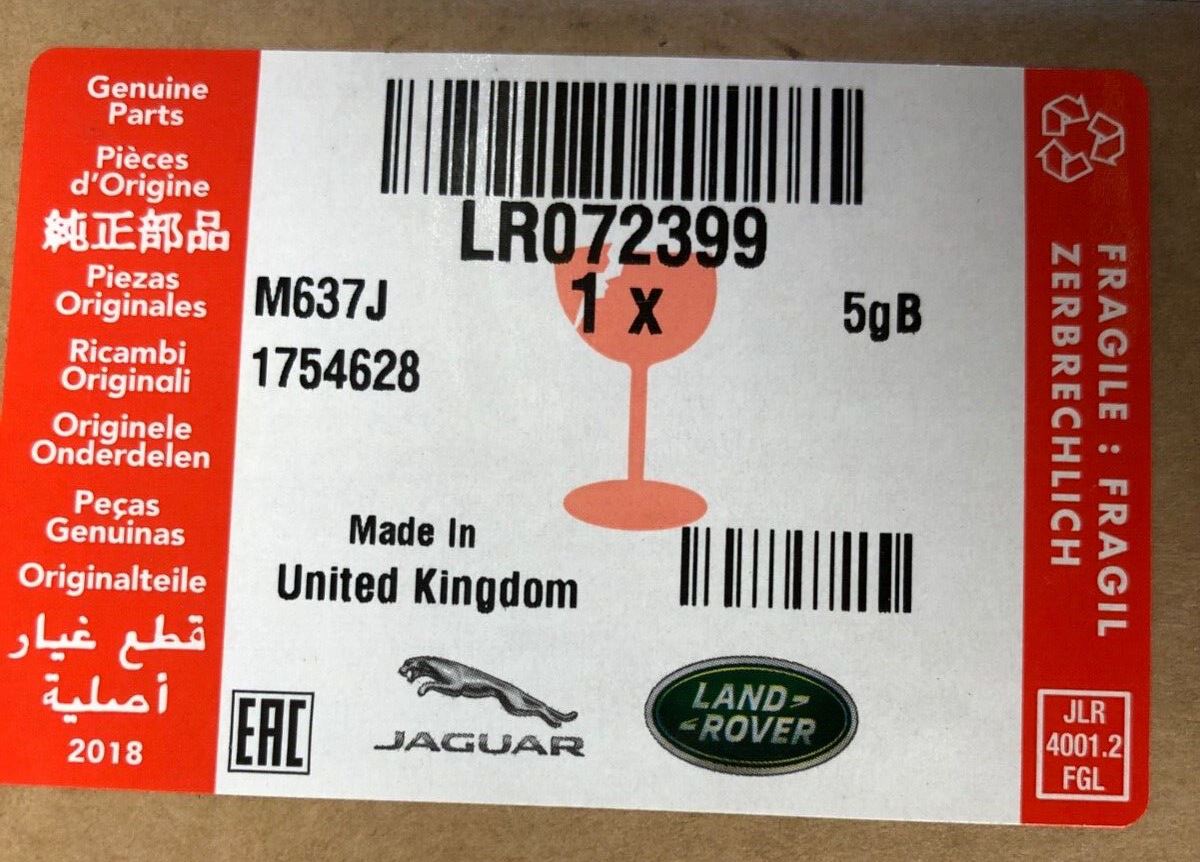 Genuine
Parts
Pièces
d'Origine
純正部品
Piezas
Originales
Ricambi
Originali
Originele
Onderdelen
Peças
Genuinas
Originalteile
قطع غيار
أصلية
2018
LR072399
M637J
1 x
5gB
1754628
Made In
United Kingdom
EAC
JAGUAR
LAND-
-ROVER
FRAGILE : FRAGIL
ZERBRECHLICH
JLR
4001.2
FGL